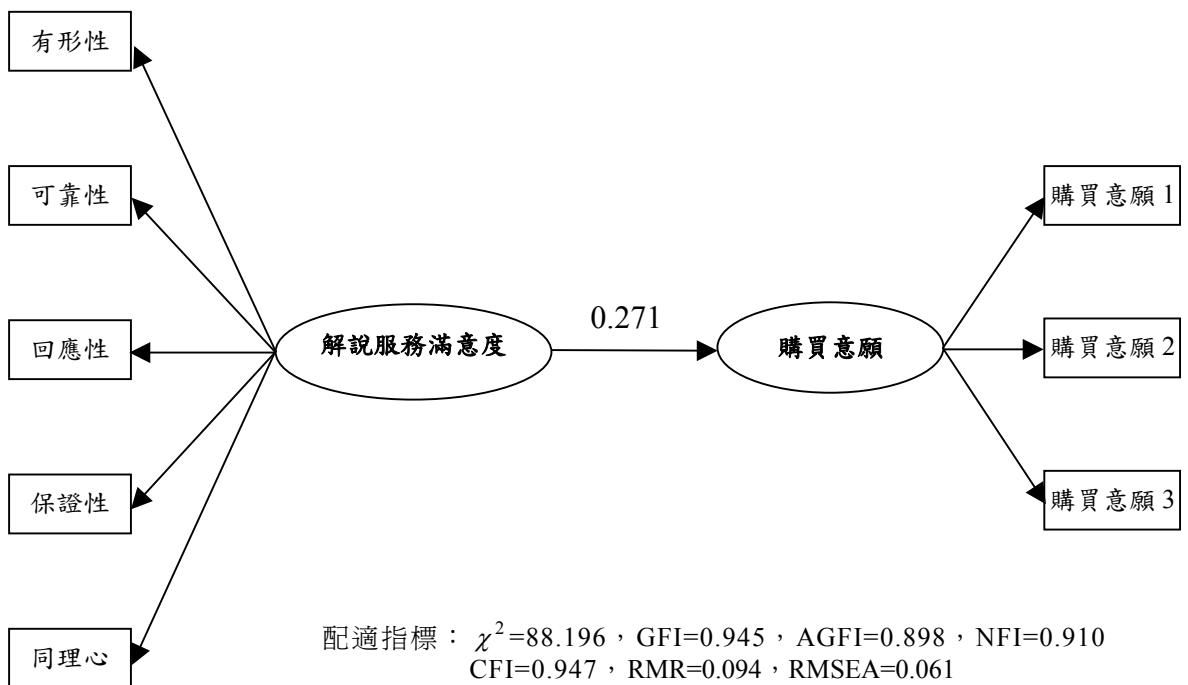 有形性
可靠性
回應性
保證性
同理心
解說服務滿意度
0.271
購買意願
購買意願 1
購買意願 2
購買意願 3
配適指標： χ²=88.196，GFI=0.945，AGFI=0.898，NFI=0.910
CFI=0.947，RMR=0.094，RMSEA=0.061